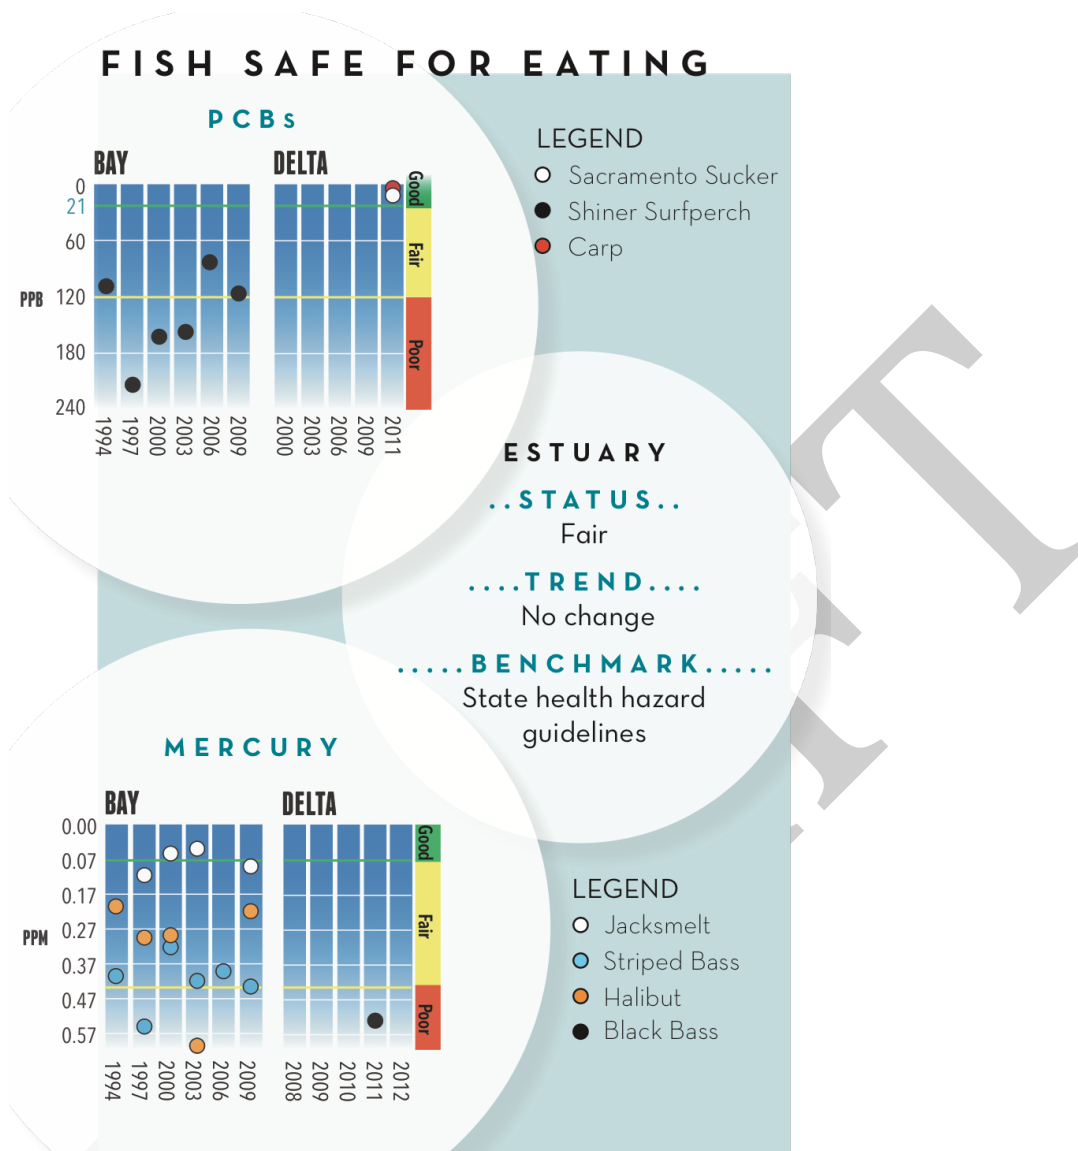 FISH SAFE FOR EATING
PCBs
BAY
DELTA
0
21
60
PPB
120
180
240
Good
Fair
Poor
1994
1997
2000
2003
2006
2009
2000
2003
2006
2009
2011
LEGEND
Sacramento Sucker
Shiner Surfperch
Carp
ESTUARY
..STATUS..
Fair
....TREND....
No change
.....BENCHMARK.....
State health hazard
guidelines
MERCURY
BAY
DELTA
0.00
0.07
0.17
0.27
PPM
0.37
0.47
0.57
Good
Fair
Poor
1994
1997
2000
2003
2006
2009
2008
2009
2010
2011
2012
LEGEND
Jacksmelt
Striped Bass
Halibut
Black Bass